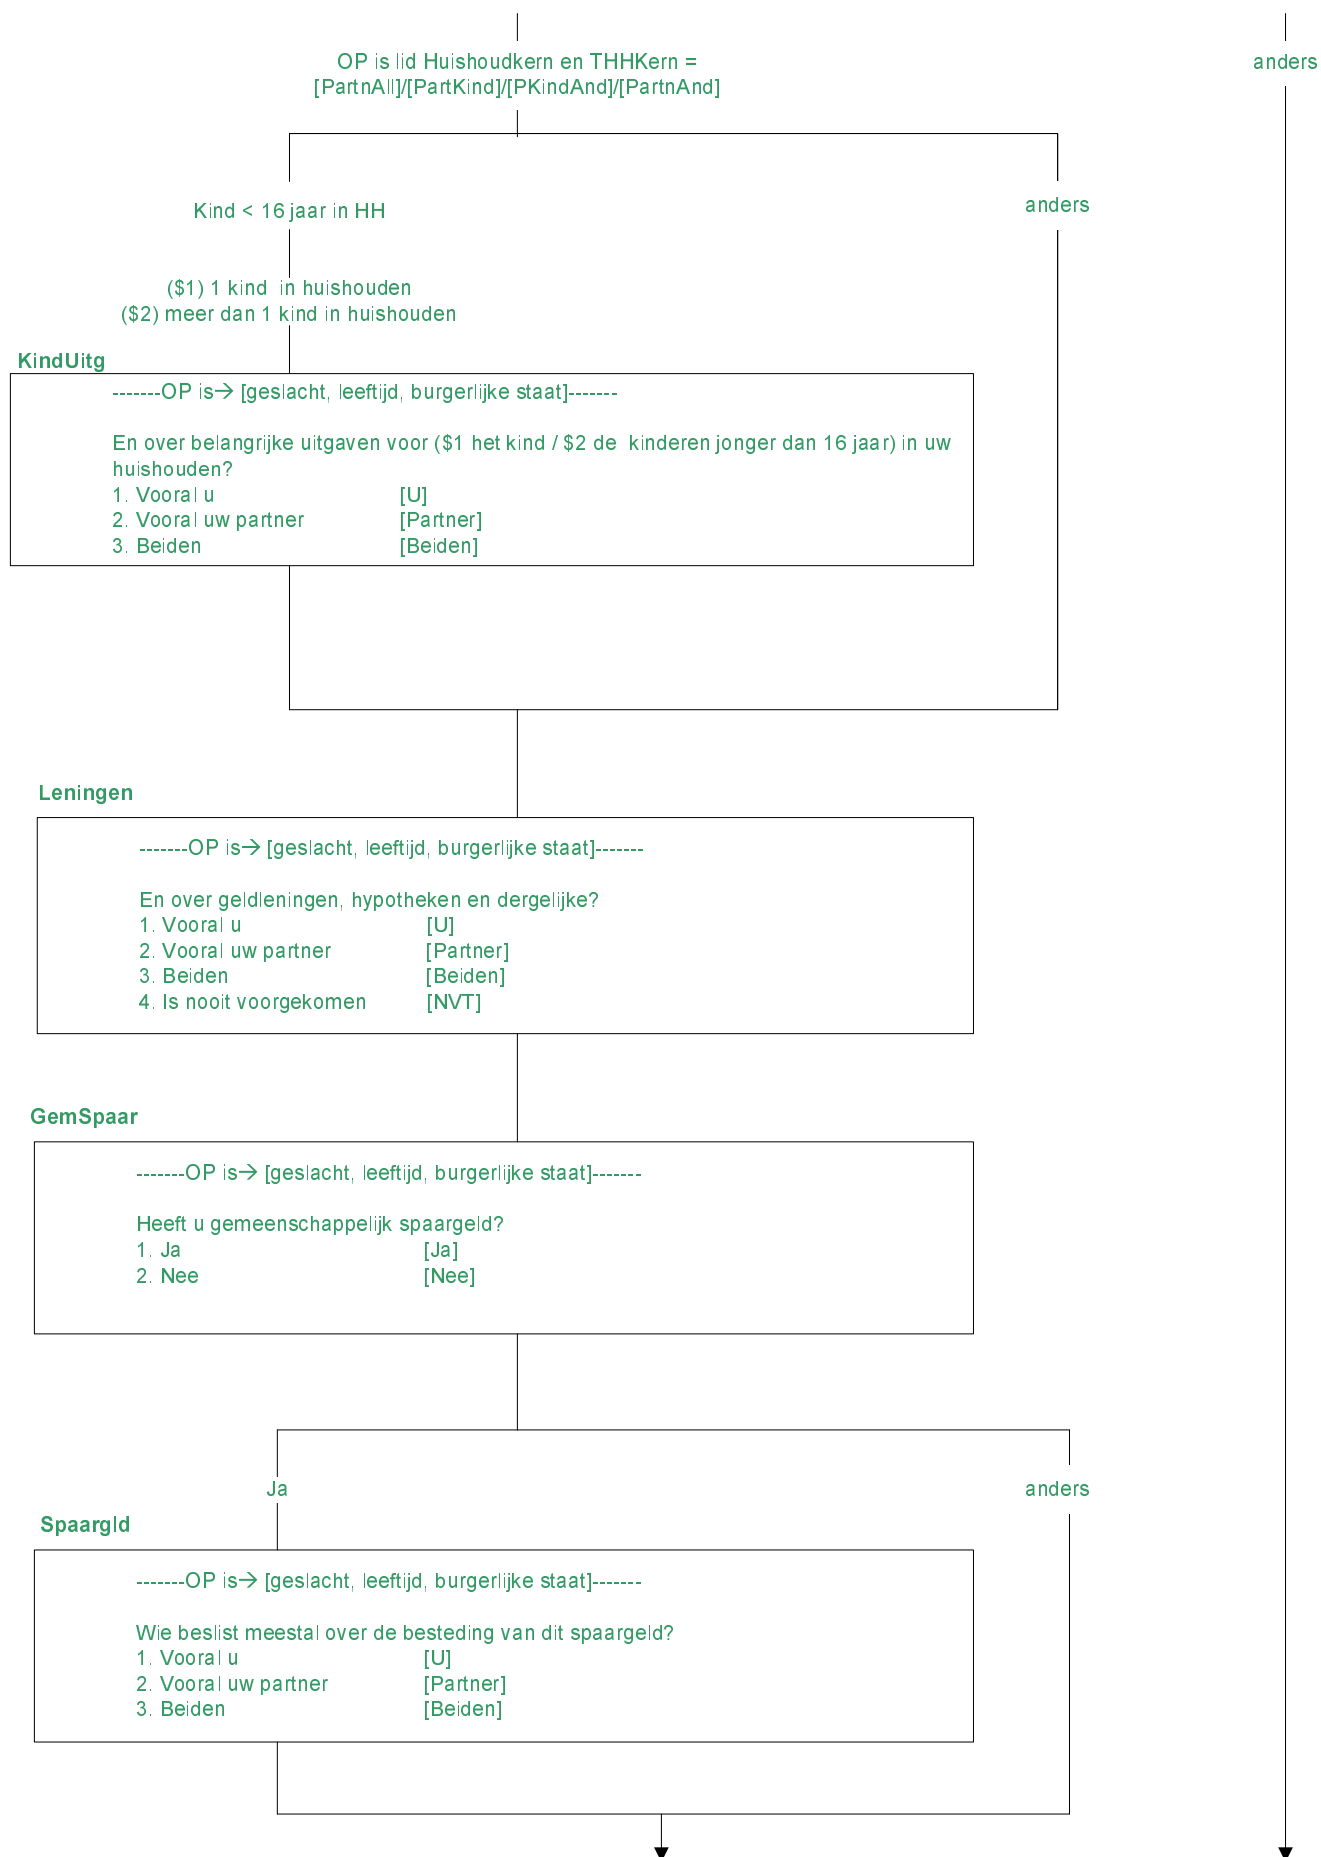 OP is lid Huishoudkern en THHKern =
[PartnAll]/[PartKind]/[PKindAnd]/[PartnAnd]
anders
Kind < 16 jaar in HH
anders
($1) 1 kind  in huishouden
($2) meer dan 1 kind in huishouden
KindUitg
-------OP is→ [geslacht, leeftijd, burgerlijke staat]-------
En over belangrijke uitgaven voor ($1 het kind / $2 de  kinderen jonger dan 16 jaar) in uw
huishouden?
1. Vooral u [U]
2. Vooral uw partner [Partner]
3. Beiden [Beiden]
Leningen
-------OP is→ [geslacht, leeftijd, burgerlijke staat]-------
En over geldleningen, hypotheken en dergelijke?
1. Vooral u [U]
2. Vooral uw partner [Partner]
3. Beiden [Beiden]
4. Is nooit voorgekomen [NVT]
GemSpaar
-------OP is→ [geslacht, leeftijd, burgerlijke staat]-------
Heeft u gemeenschappelijk spaargeld?
1. Ja [Ja]
2. Nee [Nee]
Ja
anders
Spaargld
-------OP is→ [geslacht, leeftijd, burgerlijke staat]-------
Wie beslist meestal over de besteding van dit spaargeld?
1. Vooral u [U]
2. Vooral uw partner [Partner]
3. Beiden [Beiden]